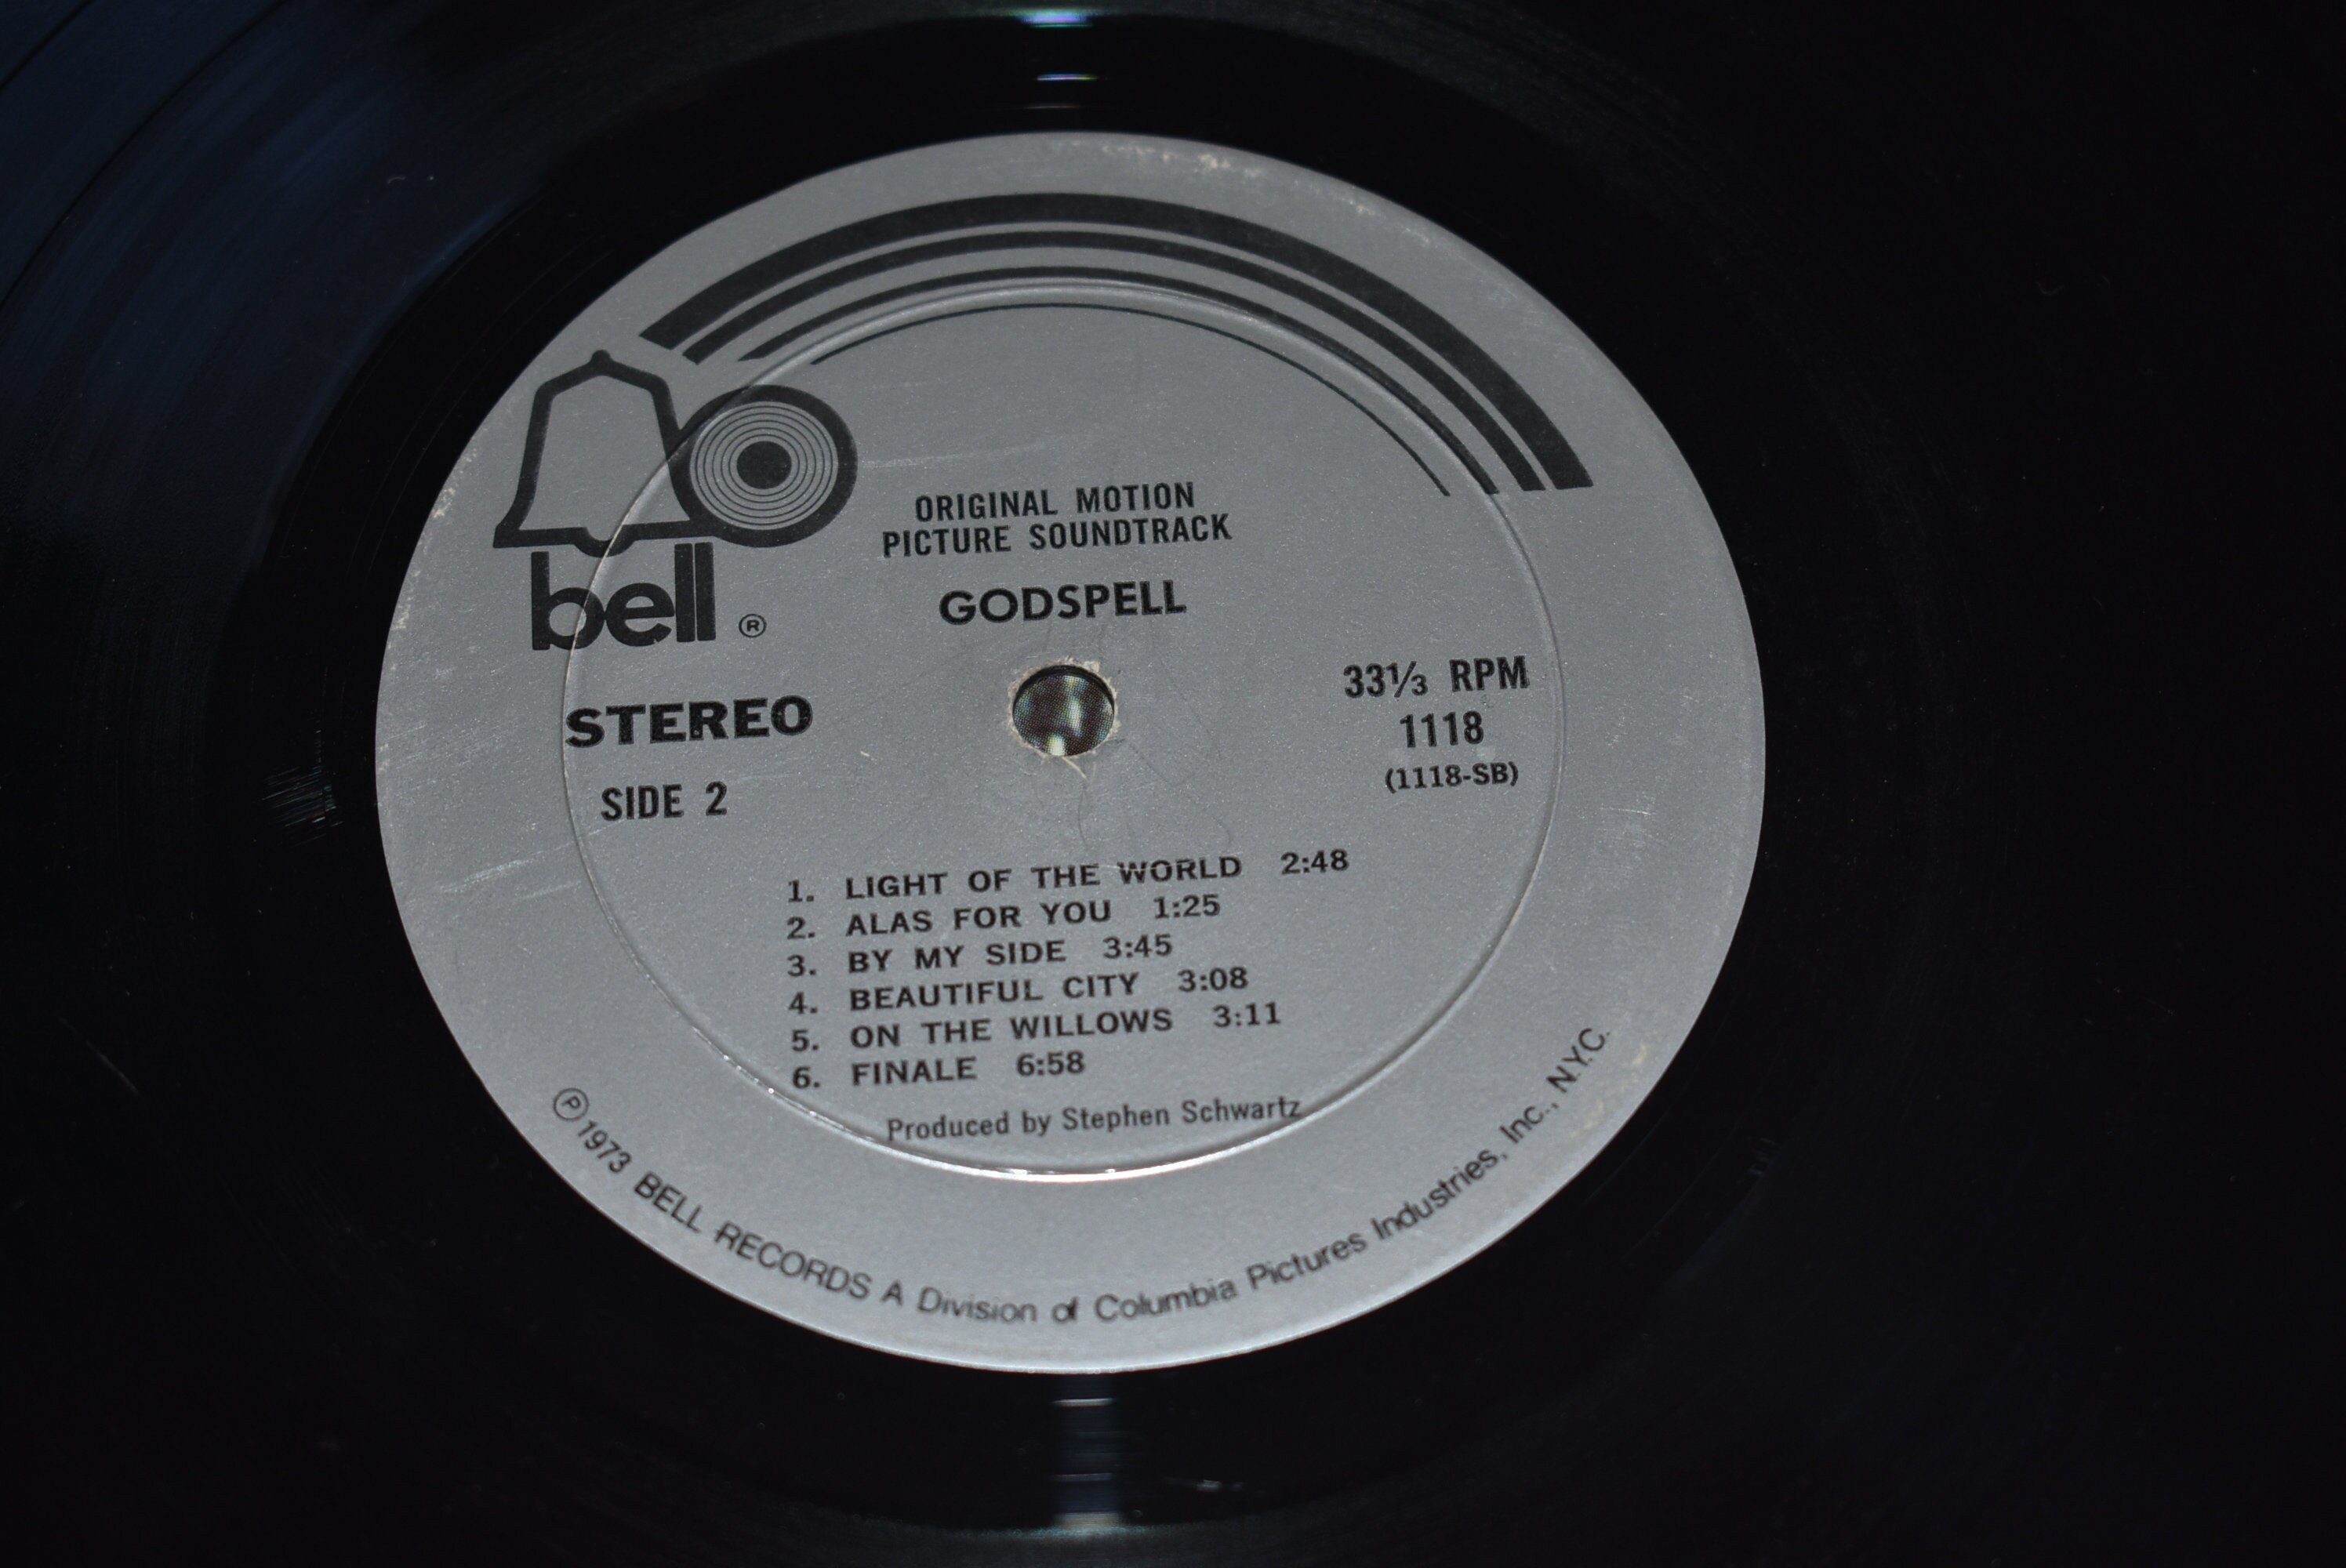 ORIGINAL MOTION
PICTURE SOUNDTRACK
GODSPELL
bell ®
STEREO
SIDE 2
33⅓ RPM
1118
(1118-SB)
1. LIGHT OF THE WORLD 2:48
2. ALAS FOR YOU 1:25
3. BY MY SIDE 3:45
4. BEAUTIFUL CITY 3:08
5. ON THE WILLOWS 3:11
6. FINALE 6:58
Produced by Stephen Schwartz
Ⓟ 1973 BELL RECORDS A Division of Columbia Pictures Industries, Inc., N.Y.C.